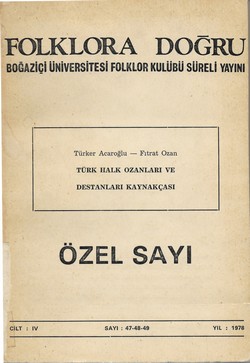 FOLKLORA DOĞRU
BOĞAZİÇİ ÜNİVERSİTESİ FOLKLOR KULÜBÜ SÜRELİ YAYINI
Türker Acaroğlu — Fıtrat Ozan
TÜRK HALK OZANLARI VE
DESTANLARI KAYNAKÇASI
ÖZEL SAYI
CİLT : IV SAYI : 47-48-49 YIL : 1978